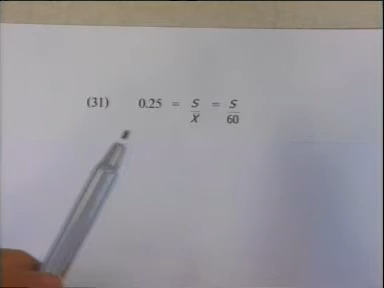 (31) 0.25 = S/X̄ = S/60